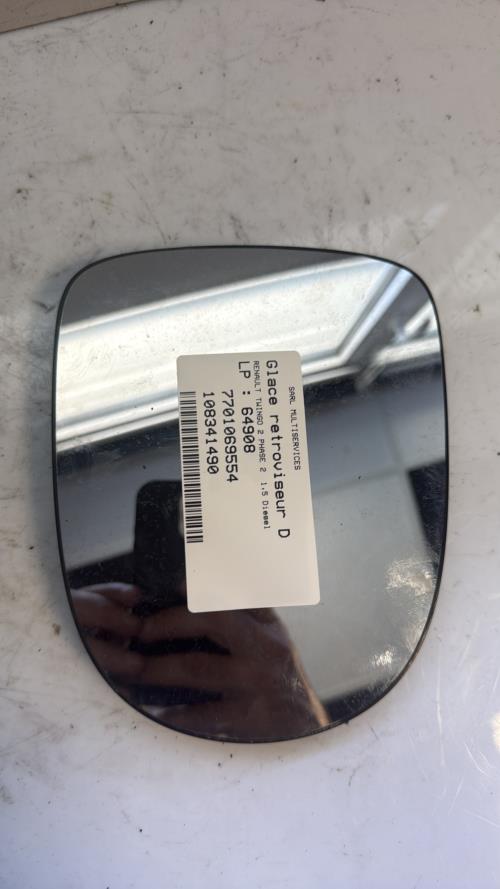 SARL MULTISERVICES
Glace retroviseur D
RENAULT TWINGO 2 PHASE 2 1.5 Diesel
LP : 64908
7701069554
108341490